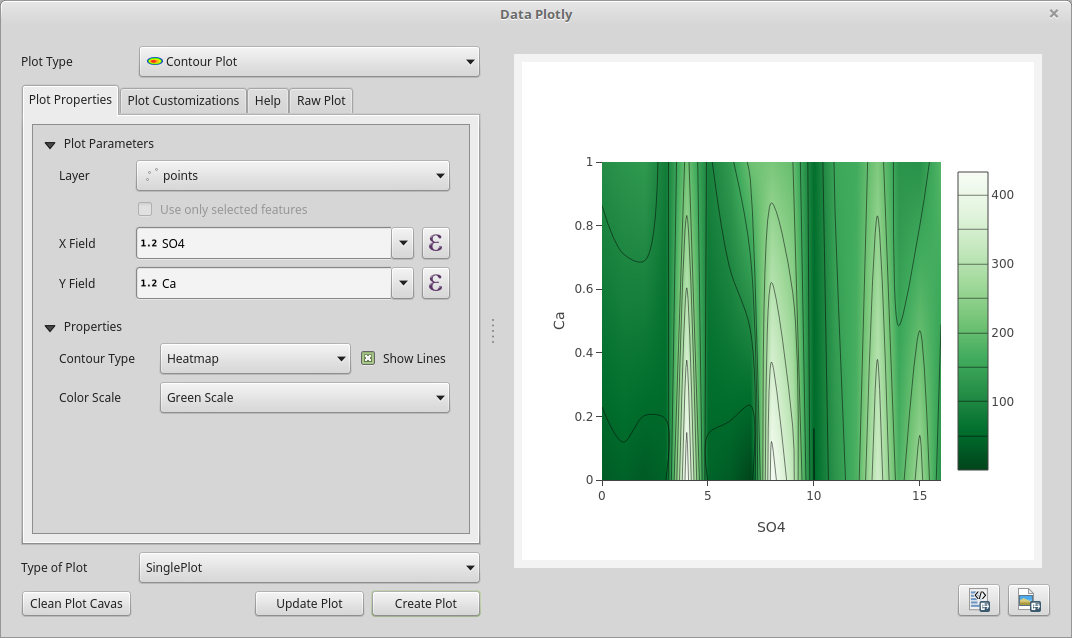 Data Plotly
Plot Type
Contour Plot
Plot Properties
Plot Customizations
Help
Raw Plot
Plot Parameters
Layer
points
Use only selected features
X Field
1.2 SO4
ε
Y Field
1.2 Ca
ε
Properties
Contour Type
Heatmap
Show Lines
Color Scale
Green Scale
Type of Plot
SinglePlot
Clean Plot Cavas
Update Plot
Create Plot
1
0.8
0.6
0.4
0.2
0
Ca
0
5
10
15
SO4
400
300
200
100